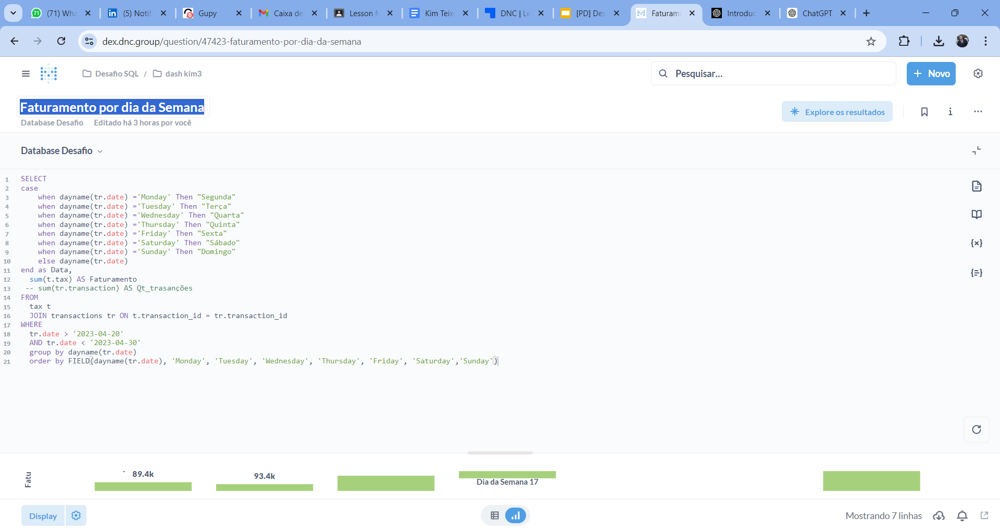 71
(71) Wha
in
(5) Notif
6
Gupy
Caixa de
Lesson N
Kim Teix
DNC | Le
[PD] Des
Faturam
Introduc
ChatGPT
dex.dnc.group/question/47423-faturamento-por-dia-da-semana
Desafio SQL / dash kim3
Pesquisar...
+ Novo
Faturamento por dia da Semana
Database Desafio Editado há 3 horas por você
Explore os resultados
Database Desafio
1 SELECT
2 case
3 when dayname(tr.date) ='Monday' Then "Segunda"
4 when dayname(tr.date) ='Tuesday' Then "Terça"
5 when dayname(tr.date) ='Wednesday' Then "Quarta"
6 when dayname(tr.date) ='Thursday' Then "Quinta"
7 when dayname(tr.date) ='Friday' Then "Sexta"
8 when dayname(tr.date) ='Saturday' Then "Sábado"
9 when dayname(tr.date) ='Sunday' Then "Domingo"
10 else dayname(tr.date)
11 end as Data,
12 sum(t.tax) AS Faturamento
13 -- sum(tr.transaction) AS Qt_trasanções
14 FROM
15 tax t
16 JOIN transactions tr ON t.transaction_id = tr.transaction_id
17 WHERE
18 tr.date > '2023-04-20'
19 AND tr.date < '2023-04-30'
20 group by dayname(tr.date)
21 order by FIELD(dayname(tr.date), 'Monday', 'Tuesday', 'Wednesday', 'Thursday', 'Friday', 'Saturday','Sunday')
{x}
{=}
Fatu
89.4k
93.4k
Dia da Semana 17
Display
Mostrando 7 linhas